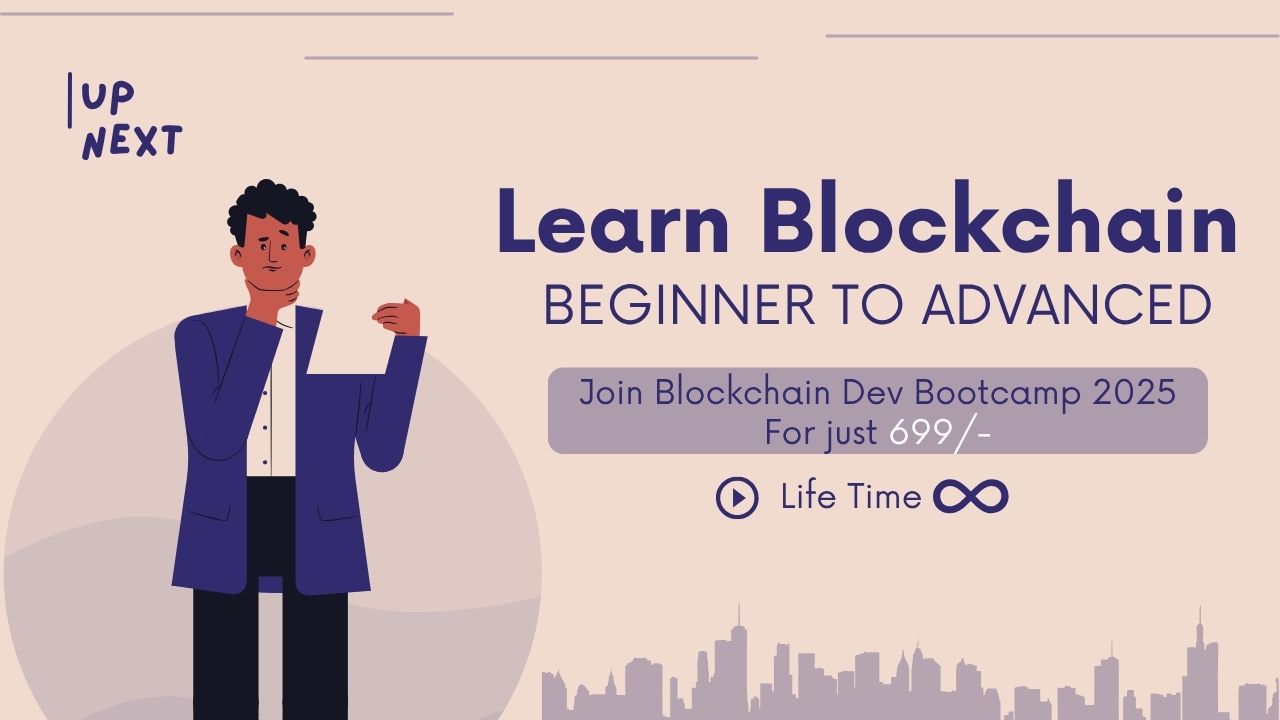 UP
NEXT
Learn Blockchain
BEGINNER TO ADVANCED
Join Blockchain Dev Bootcamp 2025
For just 699/-
Life Time